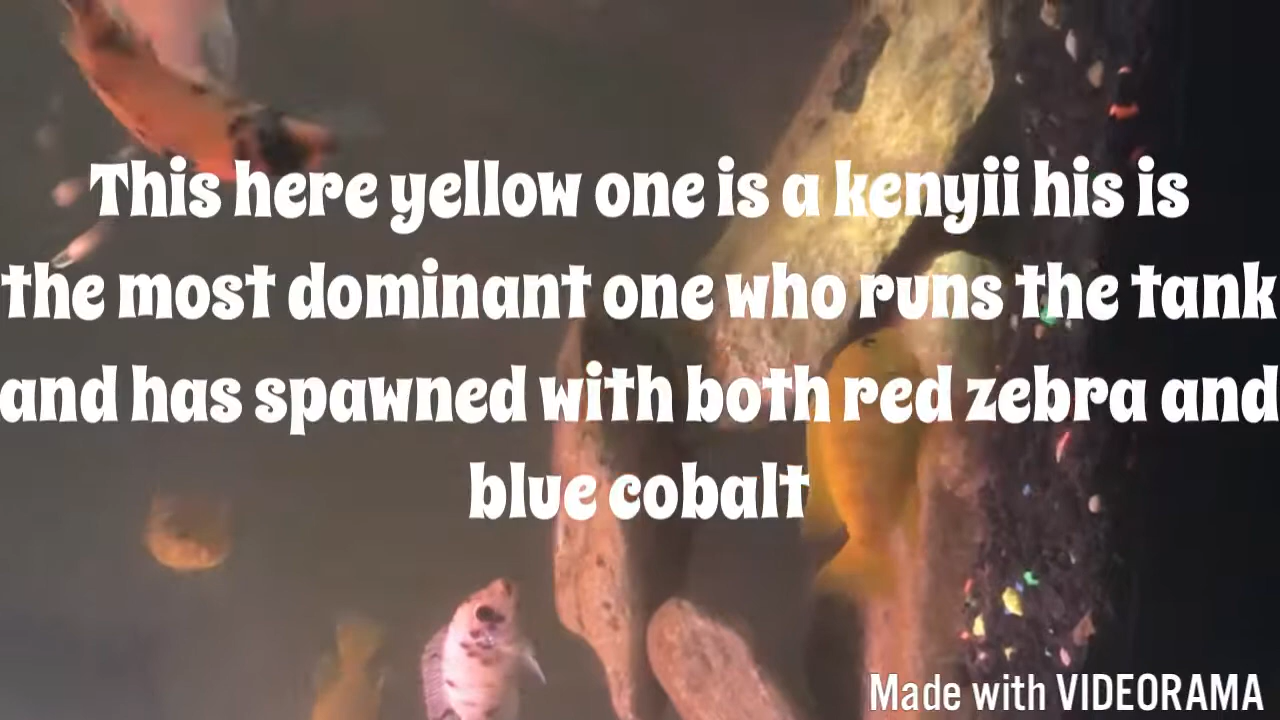 This here yellow one is a kenyii his is
the most dominant one who runs the tank
and has spawned with both red zebra and
blue cobalt
Made with VIDEORAMA